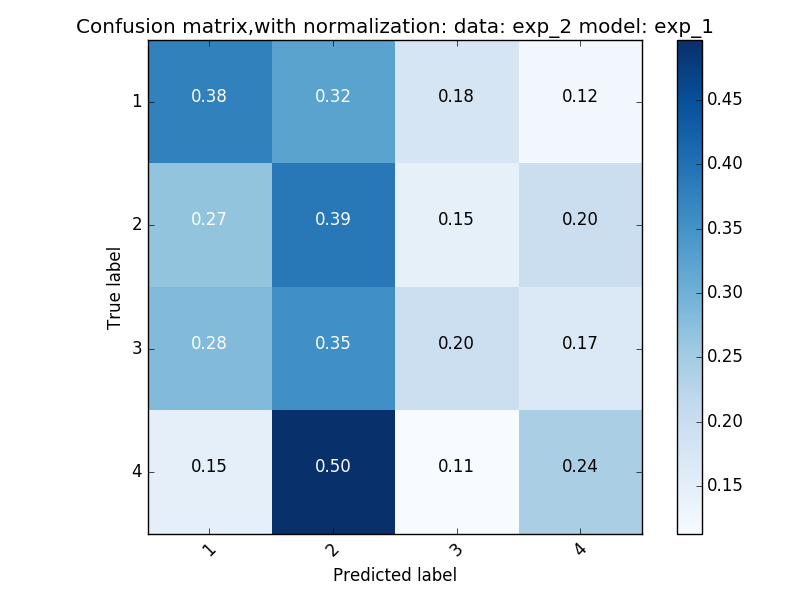 Confusion matrix,with normalization: data: exp_2 model: exp_1
1 0.38 0.32 0.18 0.12
2 0.27 0.39 0.15 0.20
3 0.28 0.35 0.20 0.17
4 0.15 0.50 0.11 0.24
1 2 3 4
True label
Predicted label
0.45
0.40
0.35
0.30
0.25
0.20
0.15